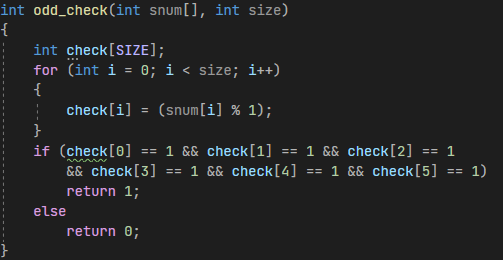 int odd_check(int snum[], int size)
{
    int check[SIZE];
    for (int i = 0; i < size; i++)
    {
        check[i] = (snum[i] % 1);
    }
    if (check[0] == 1 && check[1] == 1 && check[2] == 1
        && check[3] == 1 && check[4] == 1 && check[5] == 1)
        return 1;
    else
        return 0;
}